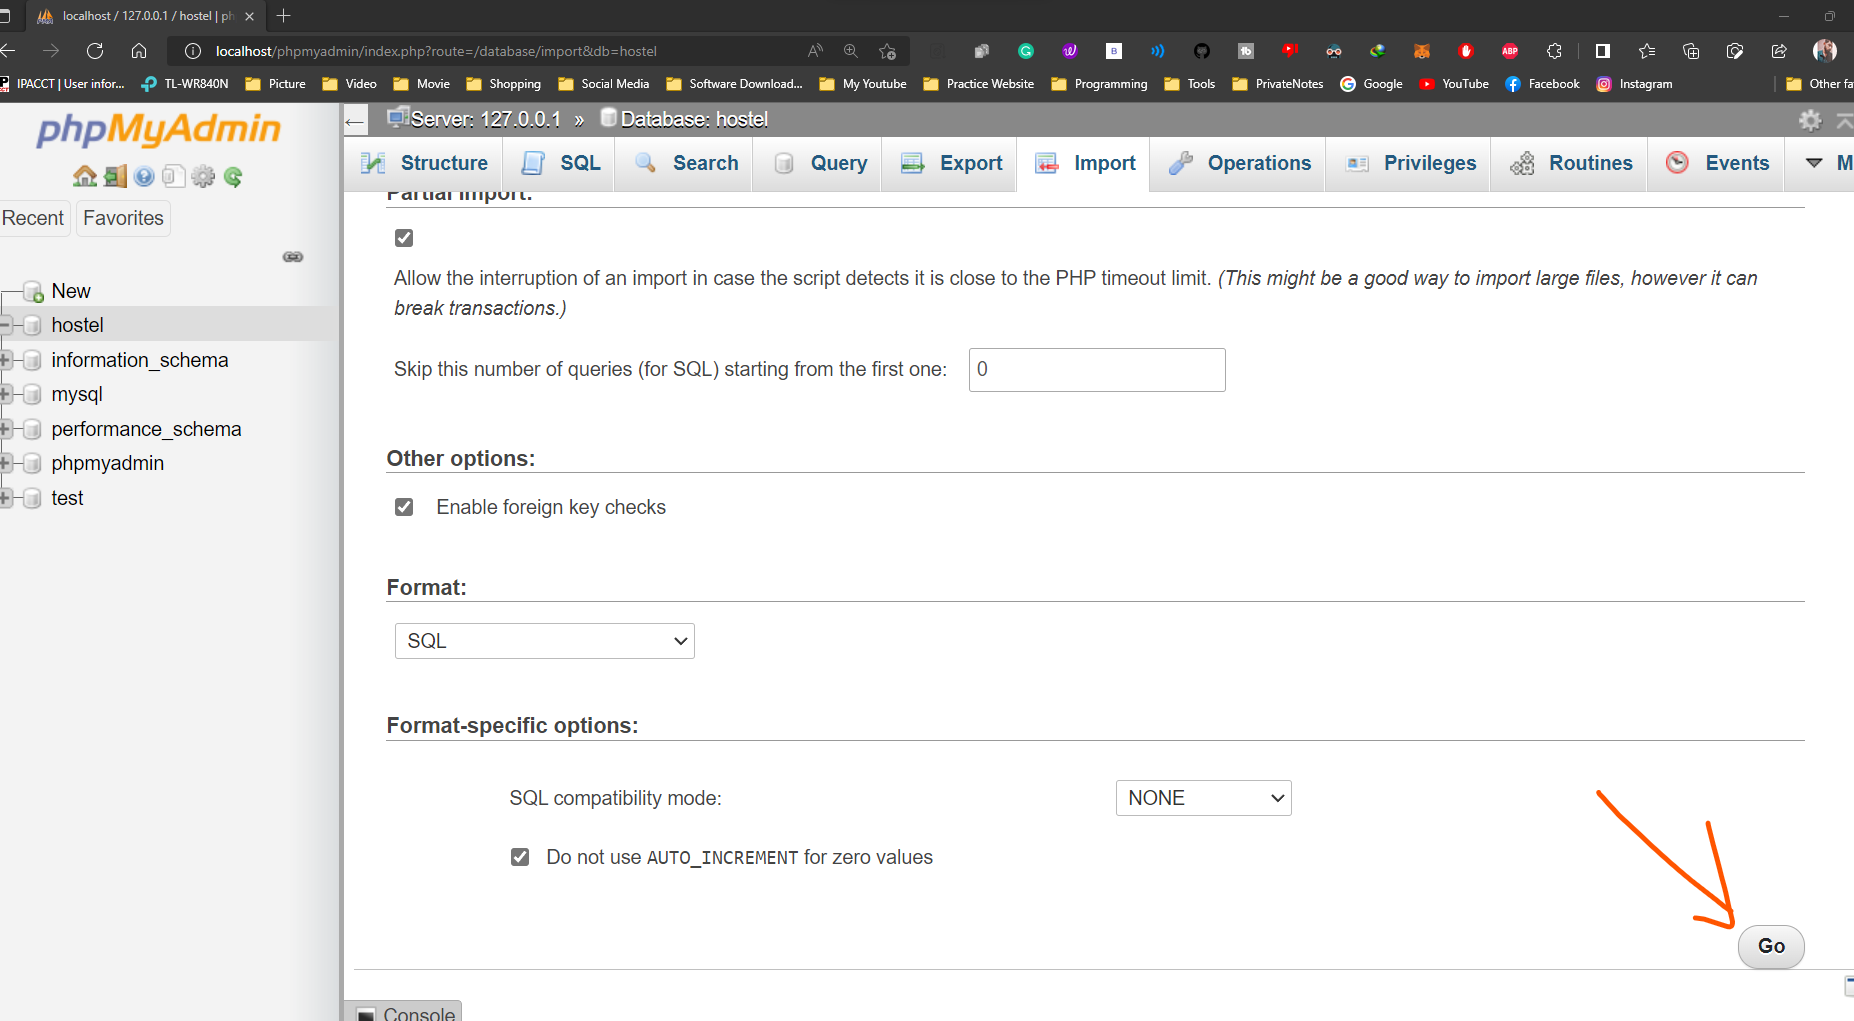 localhost / 127.0.0.1 / hostel | ph
localhost/phpmyadmin/index.php?route=/database/import&db=hostel
IPACCT | User infor...
TL-WR840N
Picture
Video
Movie
Shopping
Social Media
Software Download...
My Youtube
Practice Website
Programming
Tools
PrivateNotes
Google
YouTube
Facebook
Instagram
Other fa
phpMyAdmin
Recent
Favorites
New
hostel
information_schema
mysql
performance_schema
phpmyadmin
test
Server: 127.0.0.1 » Database: hostel
Structure
SQL
Search
Query
Export
Import
Operations
Privileges
Routines
Events
M
Partial import:
Allow the interruption of an import in case the script detects it is close to the PHP timeout limit. (This might be a good way to import large files, however it can
break transactions.)
Skip this number of queries (for SQL) starting from the first one: 0
Other options:
Enable foreign key checks
Format:
SQL
Format-specific options:
SQL compatibility mode: NONE
Do not use AUTO_INCREMENT for zero values
Go
Console